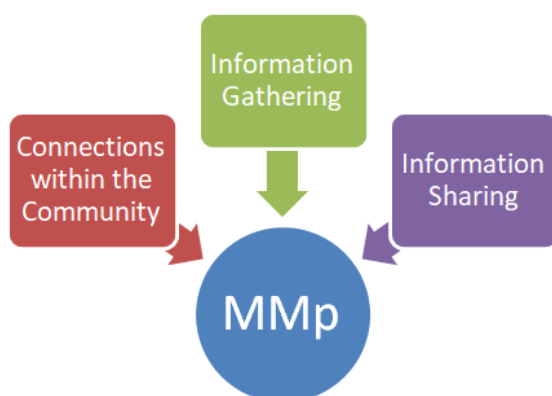 Connections
within the
Community
Information
Gathering
Information
Sharing
MMp